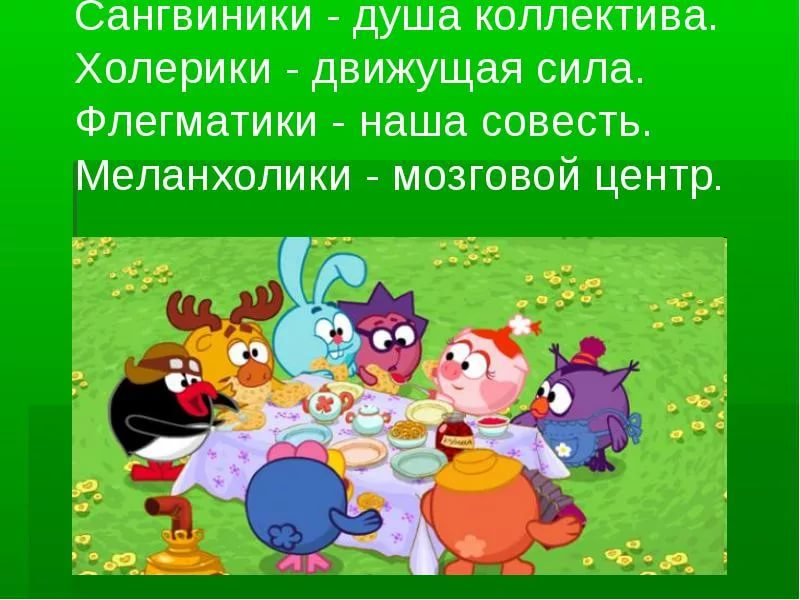 Сангвиники - душа коллектива.
Холерики - движущая сила.
Флегматики - наша совесть.
Меланхолики - мозговой центр.